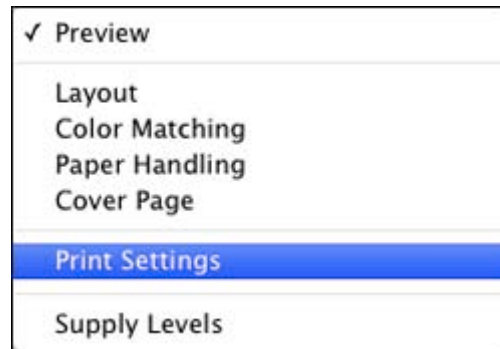 ✓ Preview
Layout
Color Matching
Paper Handling
Cover Page
Print Settings
Supply Levels